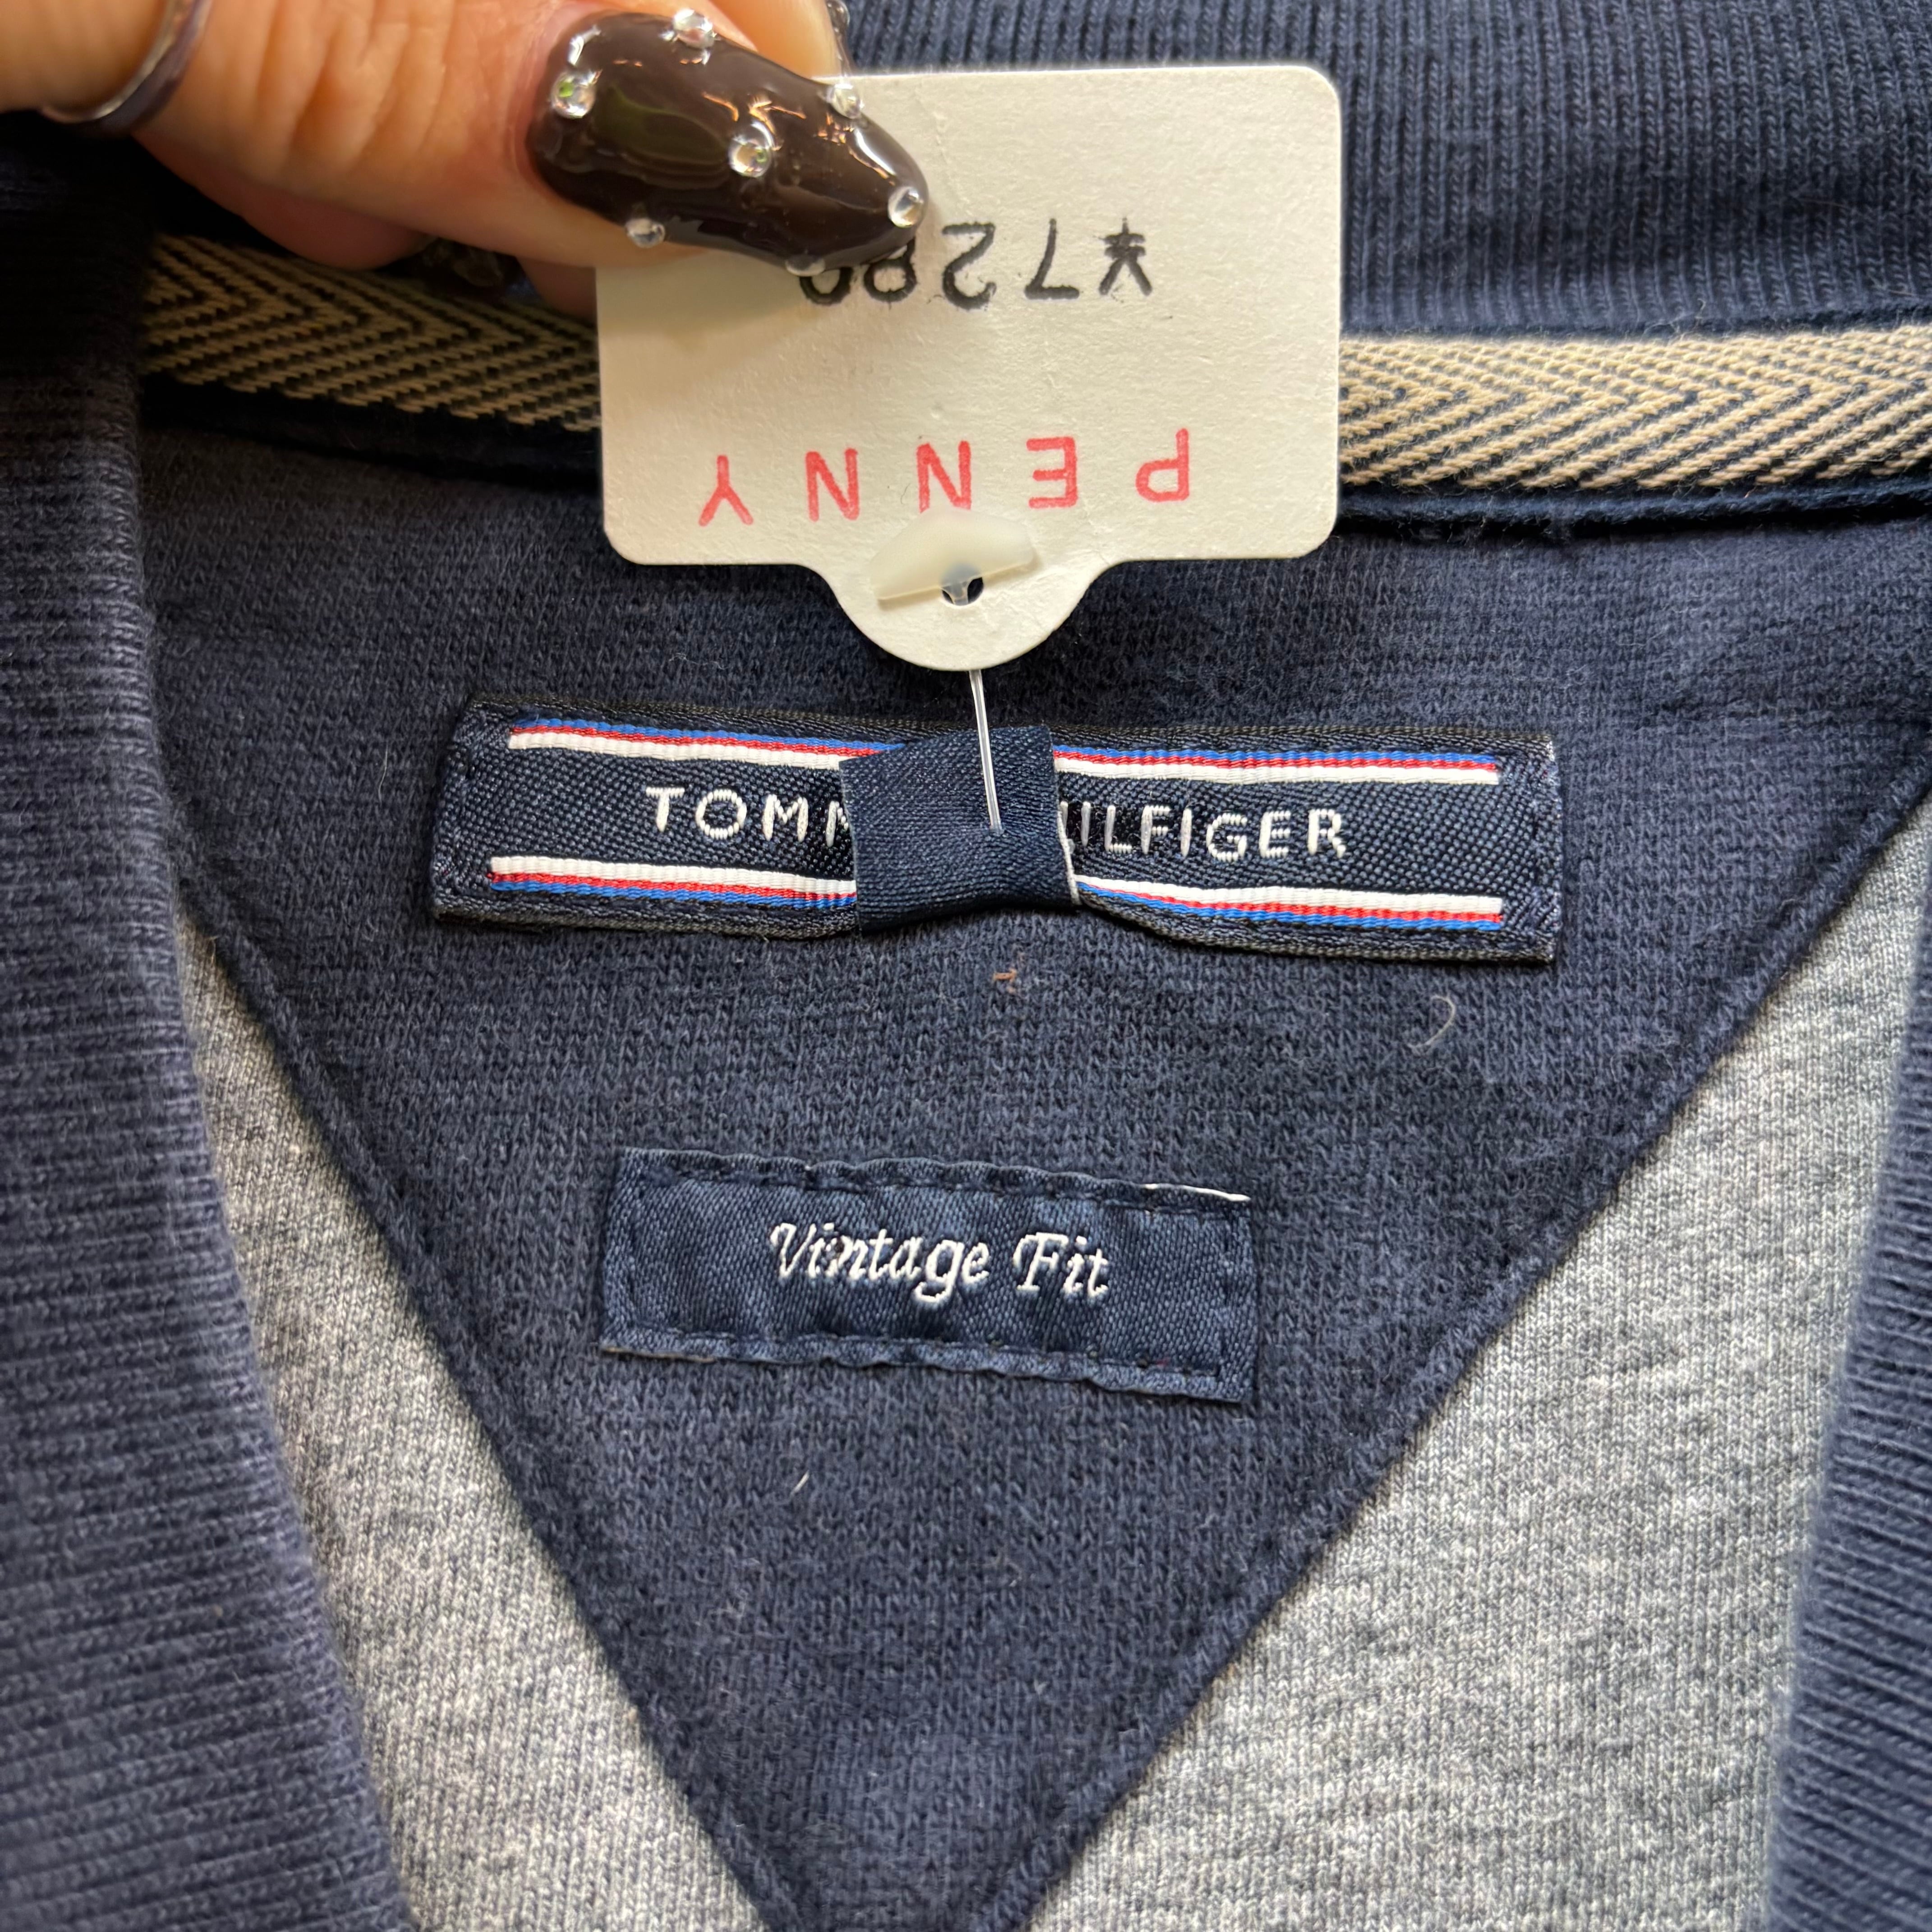 PENNY
¥7280
TOMM ILFIGER
Vintage Fit